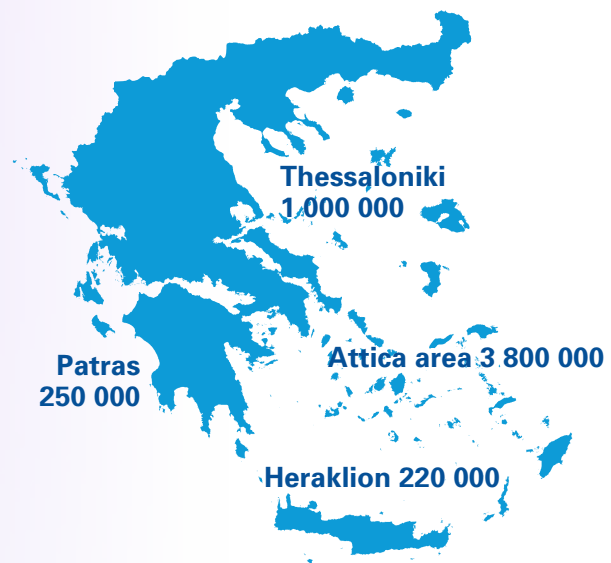 Thessaloniki
1 000 000
Attica area 3 800 000
Patras
250 000
Heraklion 220 000